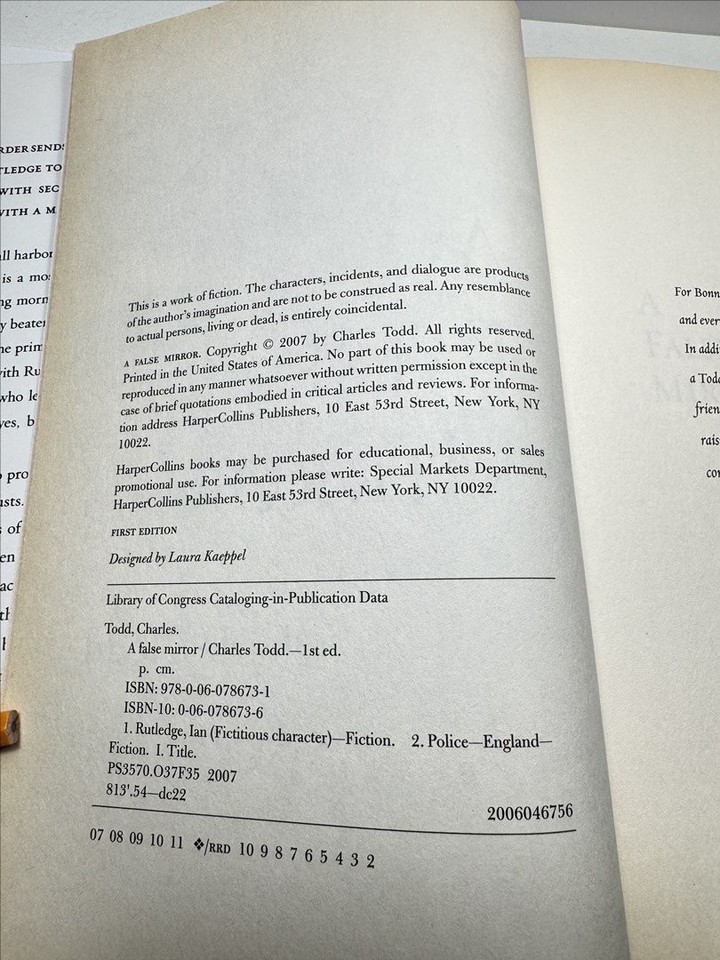 RDER SENDS
TLEDGE TO
WITH SEC
WITH A M
ll harbor
is a mo
ng morn
y beate
he prim
ith Ru
who le
ves, b
pro
sts.
of
en
ac
This is a work of fiction. The characters, incidents, and dialogue are products
of the author's imagination and are not to be construed as real. Any resemblance
to actual persons, living or dead, is entirely coincidental.
A FALSE MIRROR. Copyright © 2007 by Charles Todd. All rights reserved.
Printed in the United States of America. No part of this book may be used or
reproduced in any manner whatsoever without written permission except in the
case of brief quotations embodied in critical articles and reviews. For informa-
tion address HarperCollins Publishers, 10 East 53rd Street, New York, NY
10022.
HarperCollins books may be purchased for educational, business, or sales
promotional use. For information please write: Special Markets Department,
HarperCollins Publishers, 10 East 53rd Street, New York, NY 10022.
FIRST EDITION
Designed by Laura Kaeppel
Library of Congress Cataloging-in-Publication Data
Todd, Charles.
A false mirror / Charles Todd.—1st ed.
p. cm.
ISBN: 978-0-06-078673-1
ISBN-10: 0-06-078673-6
1. Rutledge, Ian (Fictitious character)—Fiction. 2. Police—England—
Fiction. I. Title.
PS3570.O37F35 2007
813'.54—dc22
2006046756
07 08 09 10 11 ❖/RRD 10 9 8 7 6 5 4 3 2
For Bonn
and ever
In addi
a Todd
frien
rais
con